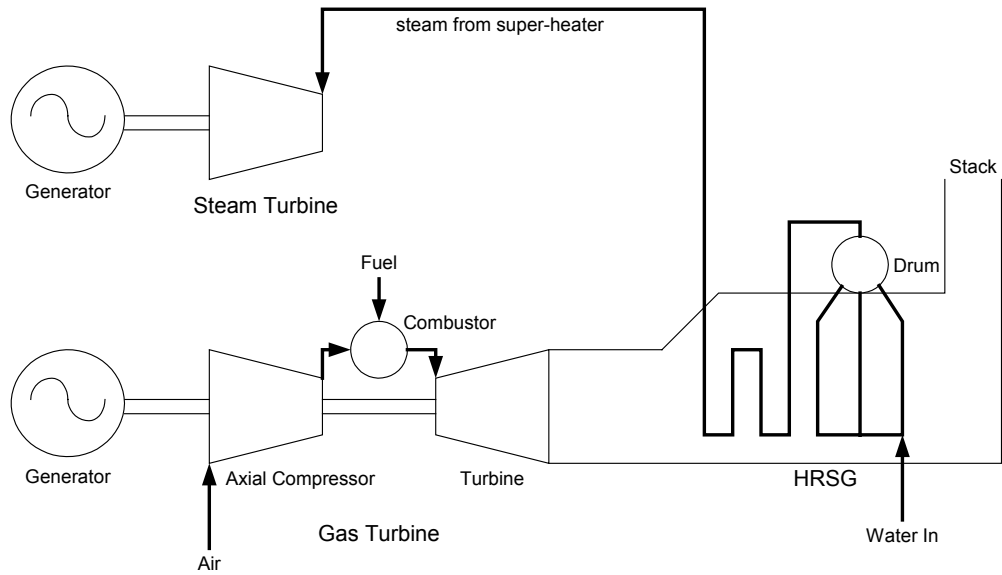 steam from super-heater
Stack
Generator
Steam Turbine
Fuel
Drum
Combustor
Generator
Axial Compressor
Turbine
HRSG
Gas Turbine
Water In
Air